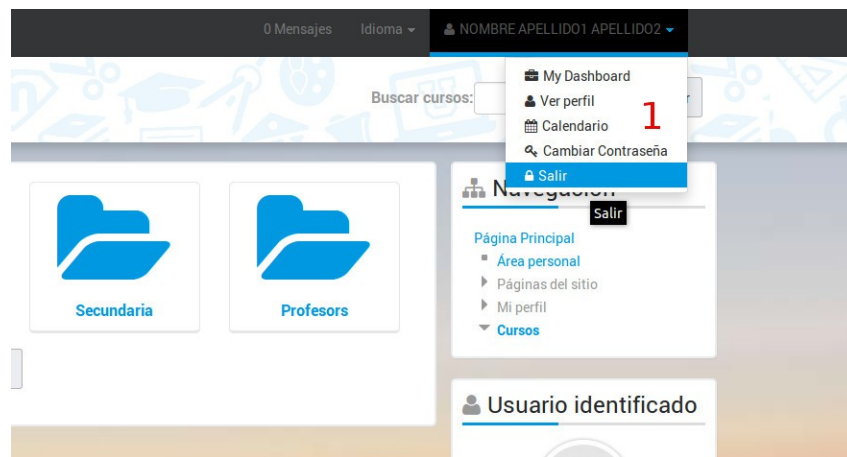 0 Mensajes Idioma NOMBRE APELLIDO1 APELLIDO2
Buscar cursos:
My Dashboard
Ver perfil
1
Calendario
Cambiar Contraseña
Salir
Salir
Secundaria
Profesors
Navegación
Página Principal
Área personal
Páginas del sitio
Mi perfil
Cursos
Usuario identificado